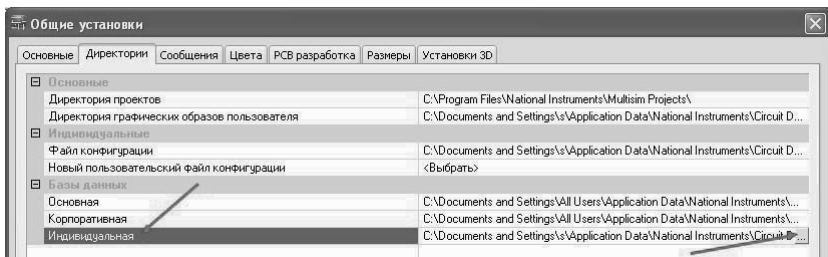 Общие установки
Основные Директории Сообщения Цвета PCB разработка Размеры Установки 3D
Основные
Директория проектов C:\Program Files\National Instruments\Multisim Projects\
Директория графических образов пользователя C:\Documents and Settings\s\Application Data\National Instruments\Circuit D...
Индивидуальные
Файл конфигурации C:\Documents and Settings\s\Application Data\National Instruments\Circuit D...
Новый пользовательский файл конфигурации <Выбрать>
Базы данных
Основная C:\Documents and Settings\All Users\Application Data\National Instruments\...
Корпоративная C:\Documents and Settings\All Users\Application Data\National Instruments\...
Индивидуальная C:\Documents and Settings\s\Application Data\National Instruments\Circuit D ...